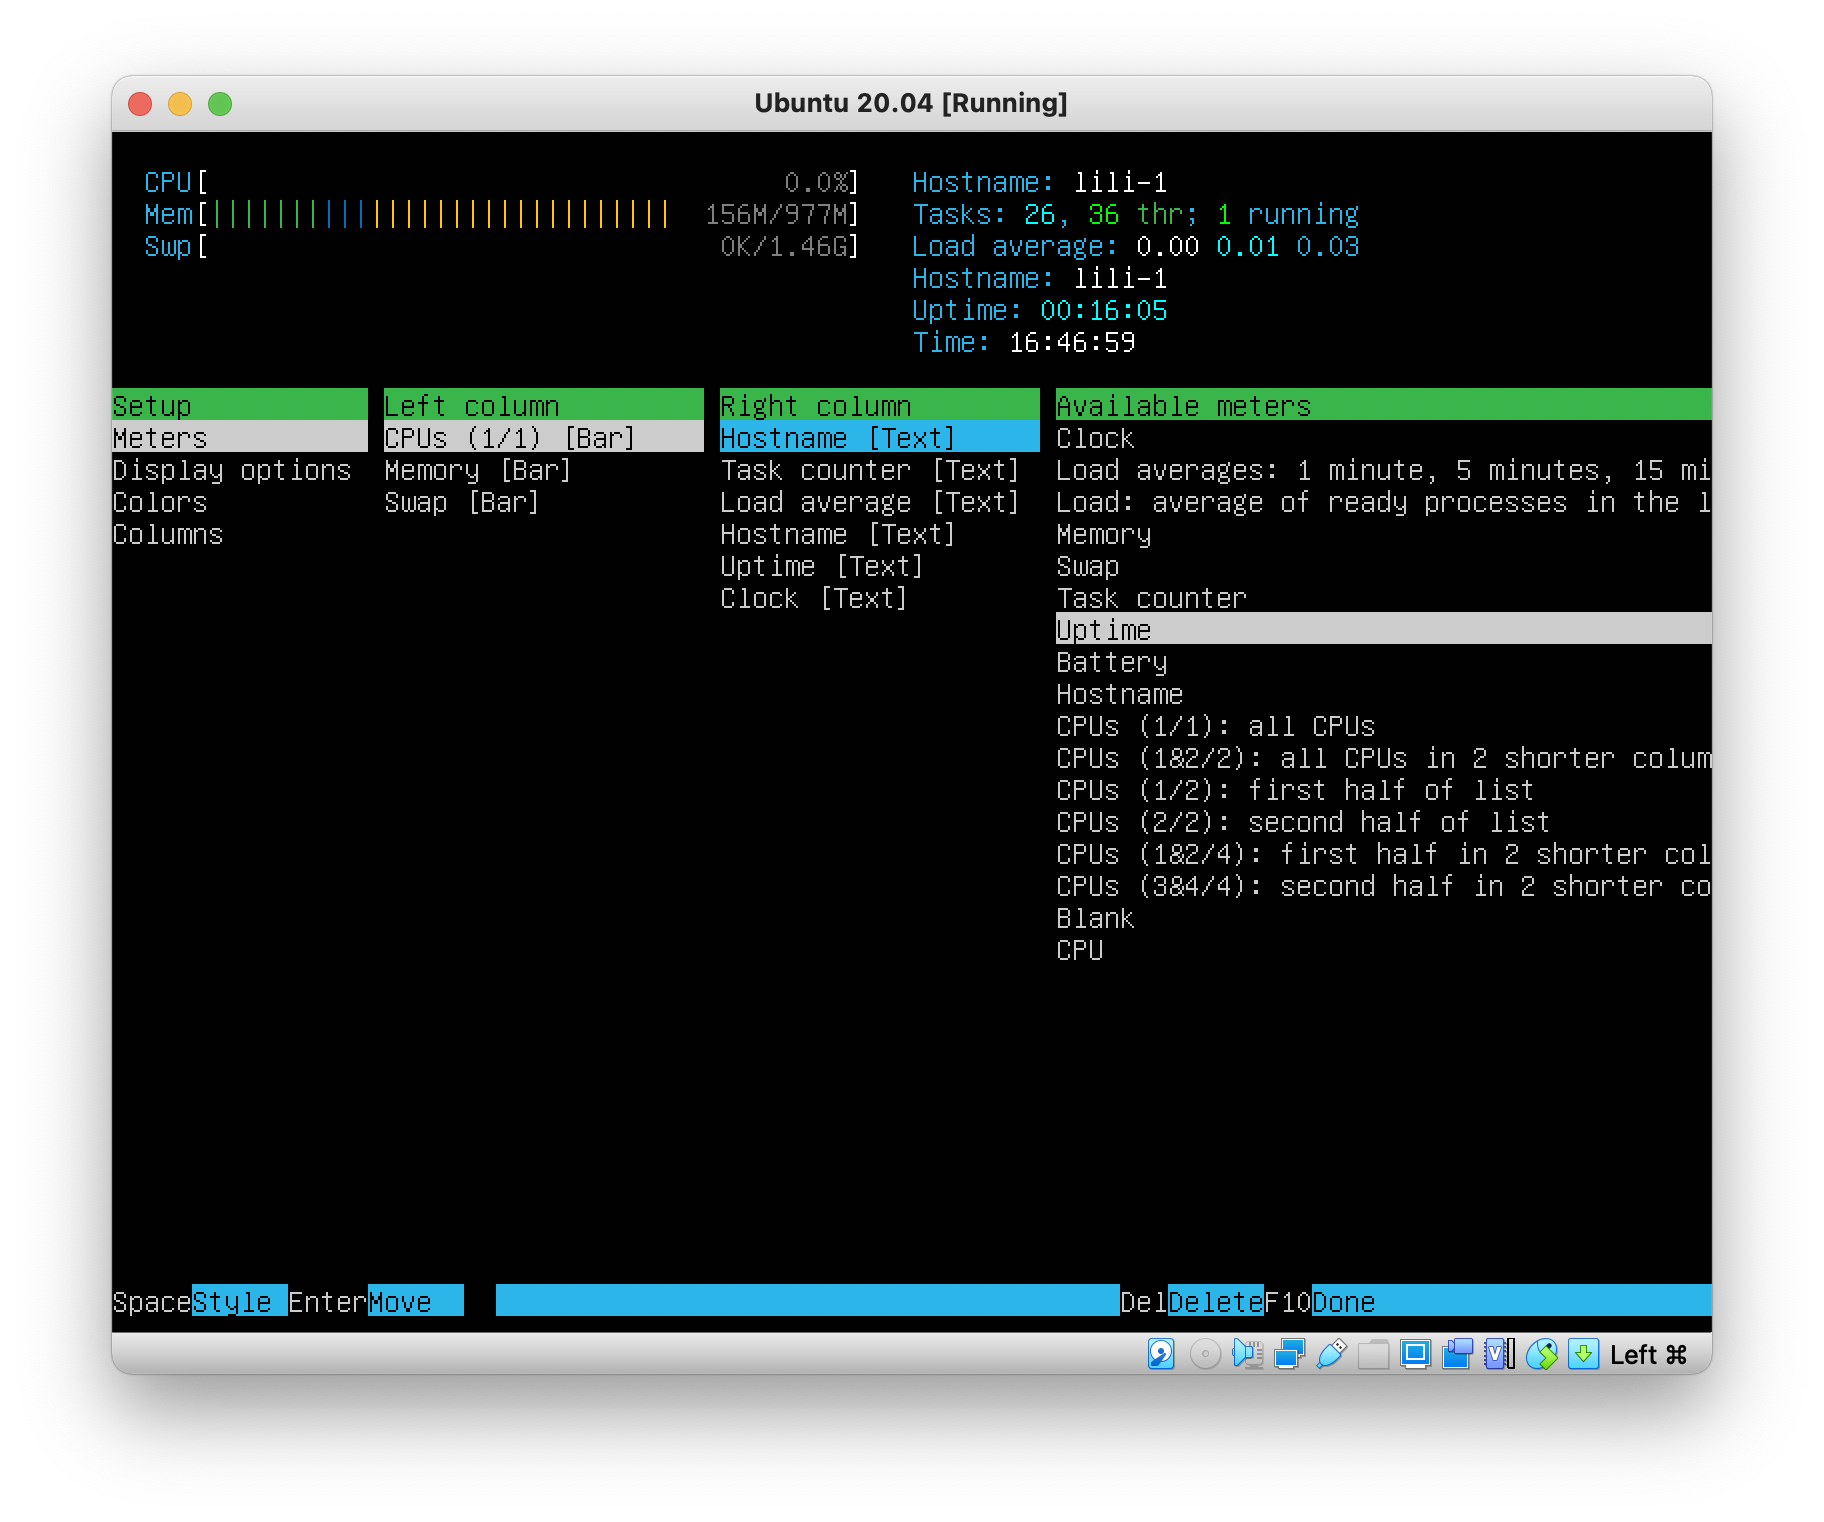 Ubuntu 20.04 [Running]
CPU[ 0.0%]
Mem[|||||||||||||||||||||||||||||  156M/977M]
Swp[ 0K/1.46G]
Hostname: lili-1
Tasks: 26, 36 thr; 1 running
Load average: 0.00 0.01 0.03
Hostname: lili-1
Uptime: 00:16:05
Time: 16:46:59
Setup
Meters
Display options
Colors
Columns
Left column
CPUs (1/1) [Bar]
Memory [Bar]
Swap [Bar]
Right column
Hostname [Text]
Task counter [Text]
Load average [Text]
Hostname [Text]
Uptime [Text]
Clock [Text]
Available meters
Clock
Load averages: 1 minute, 5 minutes, 15 mi
Load: average of ready processes in the l
Memory
Swap
Task counter
Uptime
Battery
Hostname
CPUs (1/1): all CPUs
CPUs (1&2/2): all CPUs in 2 shorter colum
CPUs (1/2): first half of list
CPUs (2/2): second half of list
CPUs (1&2/4): first half in 2 shorter col
CPUs (3&4/4): second half in 2 shorter co
Blank
CPU
SpaceStyle EnterMove DelDeleteF10Done
Left ⌘